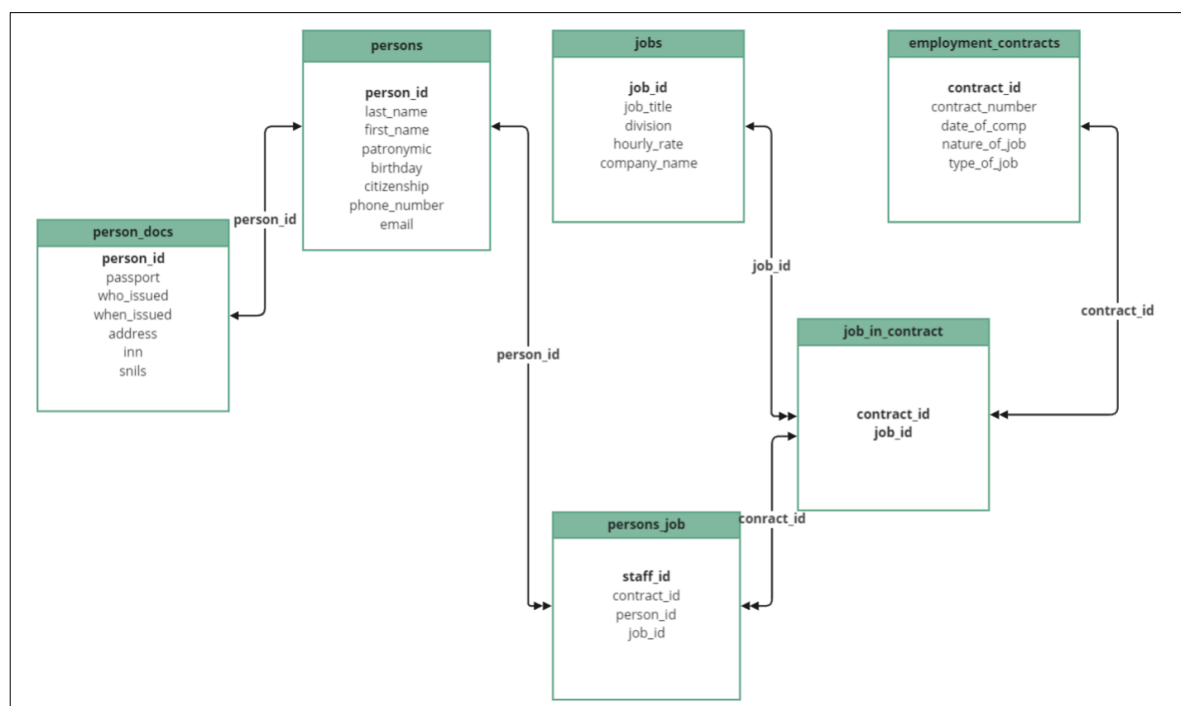 persons
person_id
last_name
first_name
patronymic
birthday
citizenship
phone_number
email
jobs
job_id
job_title
division
hourly_rate
company_name
employment_contracts
contract_id
contract_number
date_of_comp
nature_of_job
type_of_job
person_id
person_docs
person_id
passport
who_issued
when_issued
address
inn
snils
job_id
contract_id
person_id
job_in_contract
contract_id
job_id
conract_id
persons_job
staff_id
contract_id
person_id
job_id